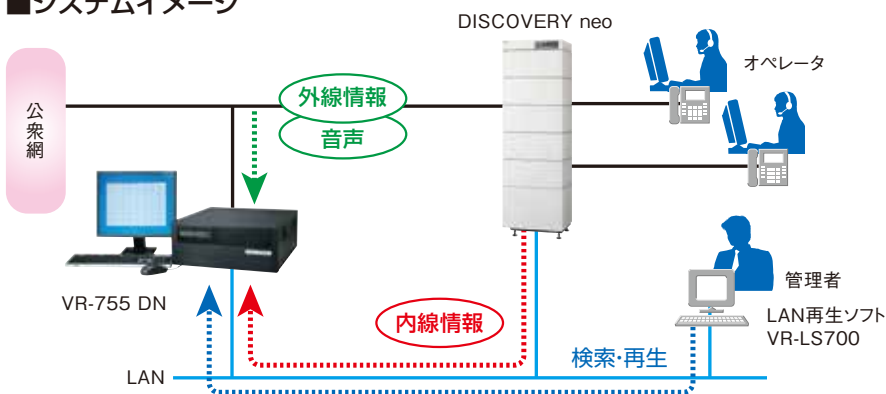 ■システムイメージ
DISCOVERY neo
公衆網
外線情報
音声
オペレータ
VR-755 DN
内線情報
管理者
LAN再生ソフト
VR-LS700
検索・再生
LAN